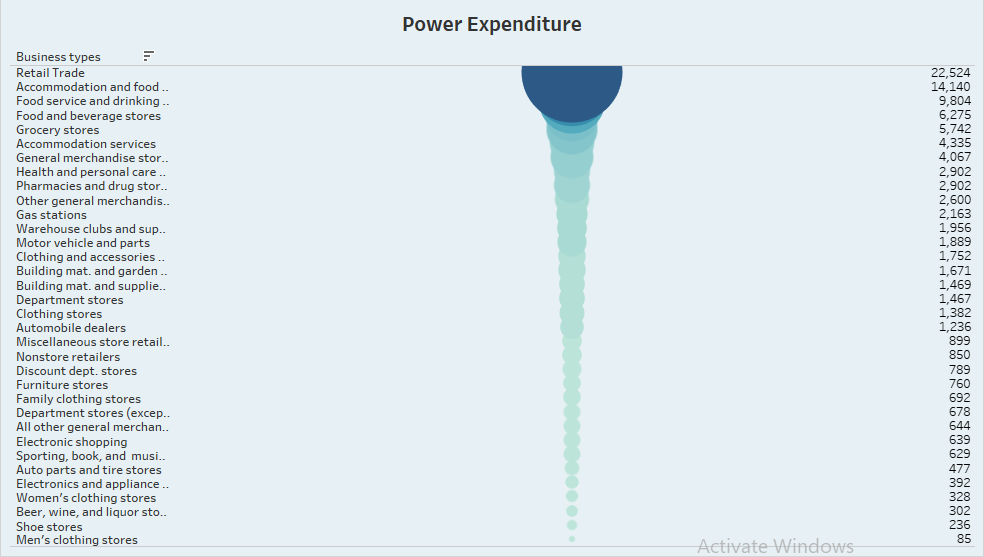 Power Expenditure
Business types
Retail Trade 22,524
Accommodation and food .. 14,140
Food service and drinking .. 9,804
Food and beverage stores 6,275
Grocery stores 5,742
Accommodation services 4,335
General merchandise stor.. 4,067
Health and personal care .. 2,902
Pharmacies and drug stor.. 2,902
Other general merchandis.. 2,600
Gas stations 2,163
Warehouse clubs and sup.. 1,956
Motor vehicle and parts 1,889
Clothing and accessories .. 1,752
Building mat. and garden .. 1,671
Building mat. and supplie.. 1,469
Department stores 1,467
Clothing stores 1,382
Automobile dealers 1,236
Miscellaneous store retail.. 899
Nonstore retailers 850
Discount dept. stores 789
Furniture stores 760
Family clothing stores 692
Department stores (excep.. 678
All other general merchan.. 644
Electronic shopping 639
Sporting, book, and musi.. 629
Auto parts and tire stores 477
Electronics and appliance .. 392
Women’s clothing stores 328
Beer, wine, and liquor sto.. 302
Shoe stores 236
Men’s clothing stores 85
Activate Windows